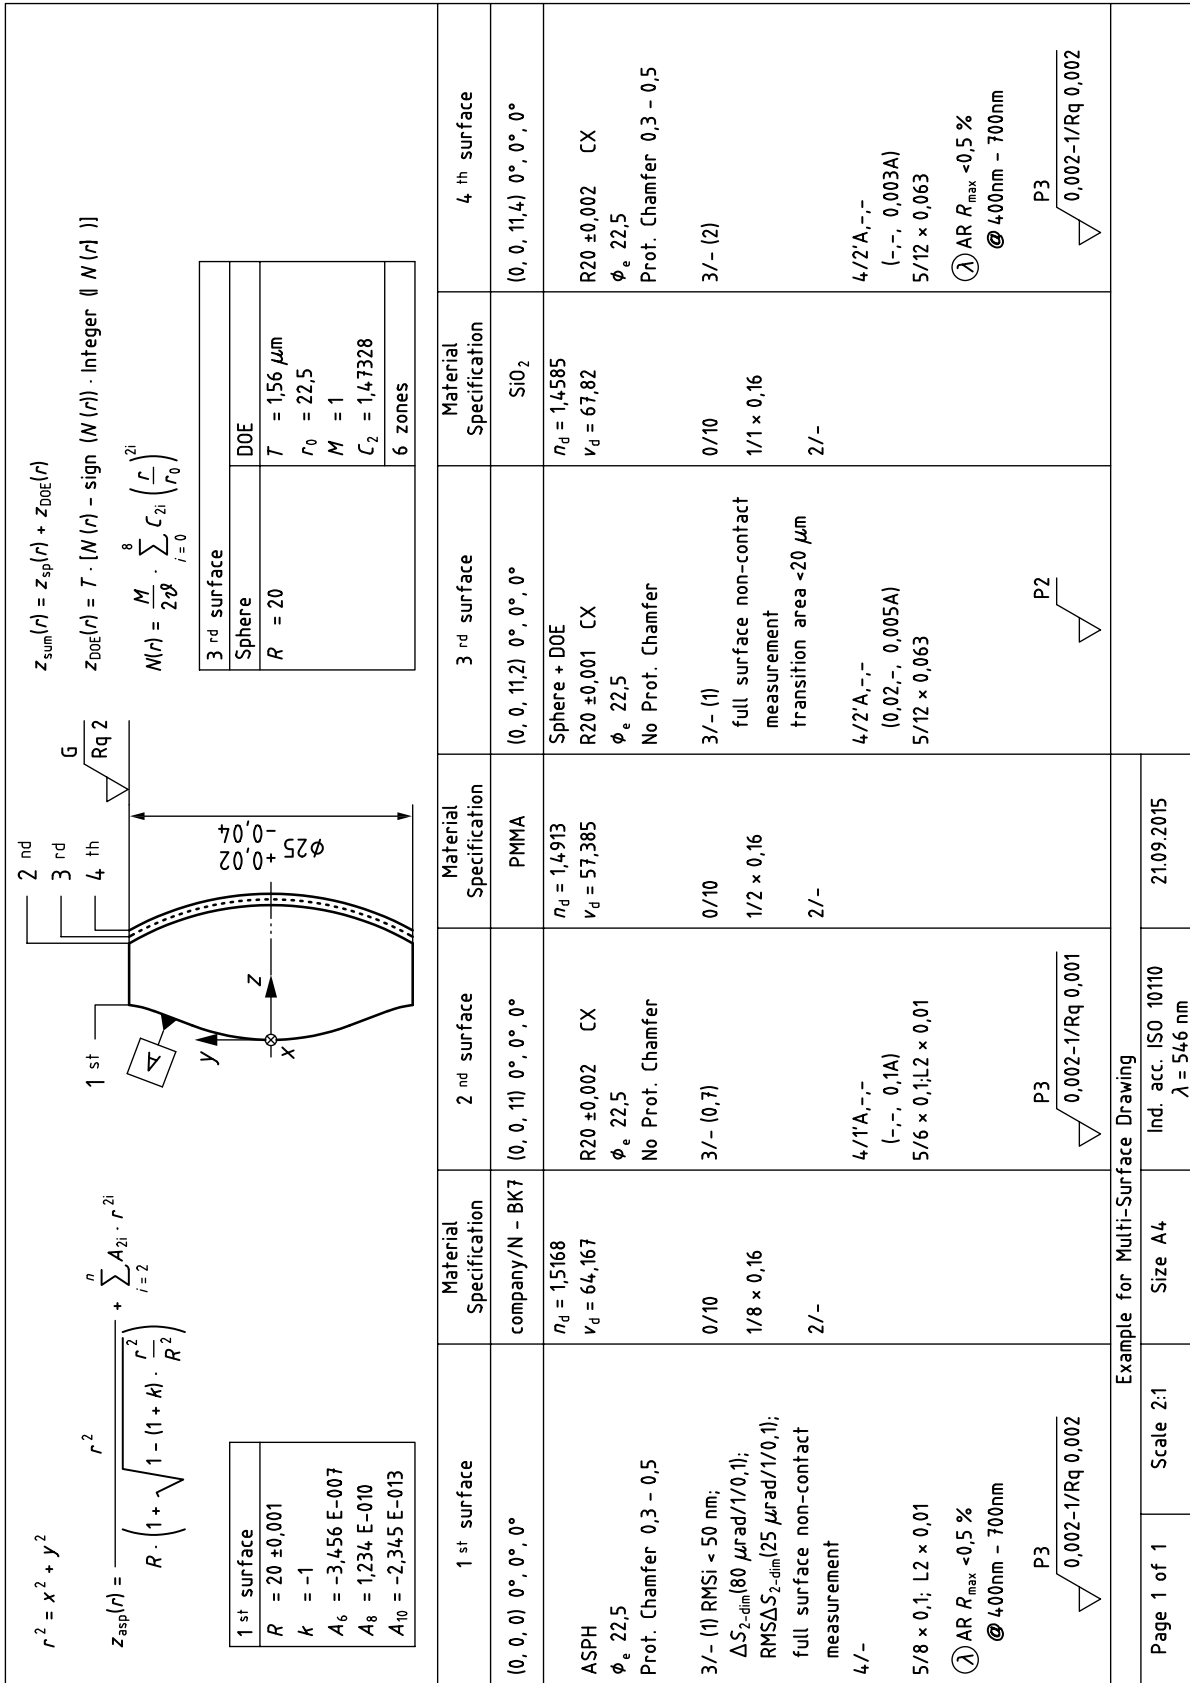 r² = x² + y²
z_asp(r) = r² / (R · (1 + √(1 − (1 + k) · r²/R²))) + Σ_{i = 2}^{n} A_{2i} · r^{2i}
1 st surface
R = 20 ±0,001
k = −1
A₆ = −3,456 E−007
A₈ = 1,234 E−010
A₁₀ = −2,345 E−013
1 st
2 nd
3 rd
4 th
A
y
x
z
Ø25 +0,02 −0,04
G
Rq 2
z_sum(r) = z_sp(r) + z_DOE(r)
z_DOE(r) = T · [N (r) − sign (N (r)) · Integer (| N (r) |)]
N(r) = M/2ϑ · Σ_{i = 0}^{8} C_{2i} (r/r₀)^{2i}
3 rd surface
Sphere DOE
R = 20 T = 1,56 µm
r₀ = 22,5
M = 1
C₂ = 1,47328
6 zones
1 st surface
(0, 0, 0) 0°, 0°, 0°
ASPH
ϕₑ 22,5
Prot. Chamfer 0,3 − 0,5
3/− (1) RMSi < 50 nm;
ΔS₂₋dim(80 µrad/1/0,1);
RMSΔS₂₋dim(25 µrad/1/0,1);
full surface non−contact
measurement
4/−
5/8 × 0,1; L2 × 0,01
λ AR R_max <0,5 %
@ 400nm − 700nm
P3
0,002−1/Rq 0,002
Material
Specification
company/N − BK7
n_d = 1,5168
v_d = 64,167
0/10
1/8 × 0,16
2/−
2 nd surface
(0, 0, 11) 0°, 0°, 0°
R20 ±0,002 CX
ϕₑ 22,5
No Prot. Chamfer
3/− (0,7)
4/1'A,−,−
(−,−, 0,1A)
5/6 × 0,1;L2 × 0,01
P3
0,002−1/Rq 0,001
Material
Specification
PMMA
n_d = 1,4913
v_d = 57,385
0/10
1/2 × 0,16
2/−
3 rd surface
(0, 0, 11,2) 0°, 0°, 0°
Sphere + DOE
R20 ±0,001 CX
ϕₑ 22,5
No Prot. Chamfer
3/− (1)
full surface non−contact
measurement
transition area <20 µm
4/2'A,−,−
(0,02,−, 0,005A)
5/12 × 0,063
P2
Material
Specification
SiO₂
n_d = 1,4585
v_d = 67,82
0/10
1/1 × 0,16
2/−
4 th surface
(0, 0, 11,4) 0°, 0°, 0°
R20 ±0,002 CX
ϕₑ 22,5
Prot. Chamfer 0,3 − 0,5
3/− (2)
4/2'A,−,−
(−,−, 0,003A)
5/12 × 0,063
λ AR R_max <0,5 %
@ 400nm − 700nm
P3
0,002−1/Rq 0,002
Example for Multi−Surface Drawing
Page 1 of 1
Scale 2:1
Size A4
Ind. acc. ISO 10110
λ = 546 nm
21.09.2015